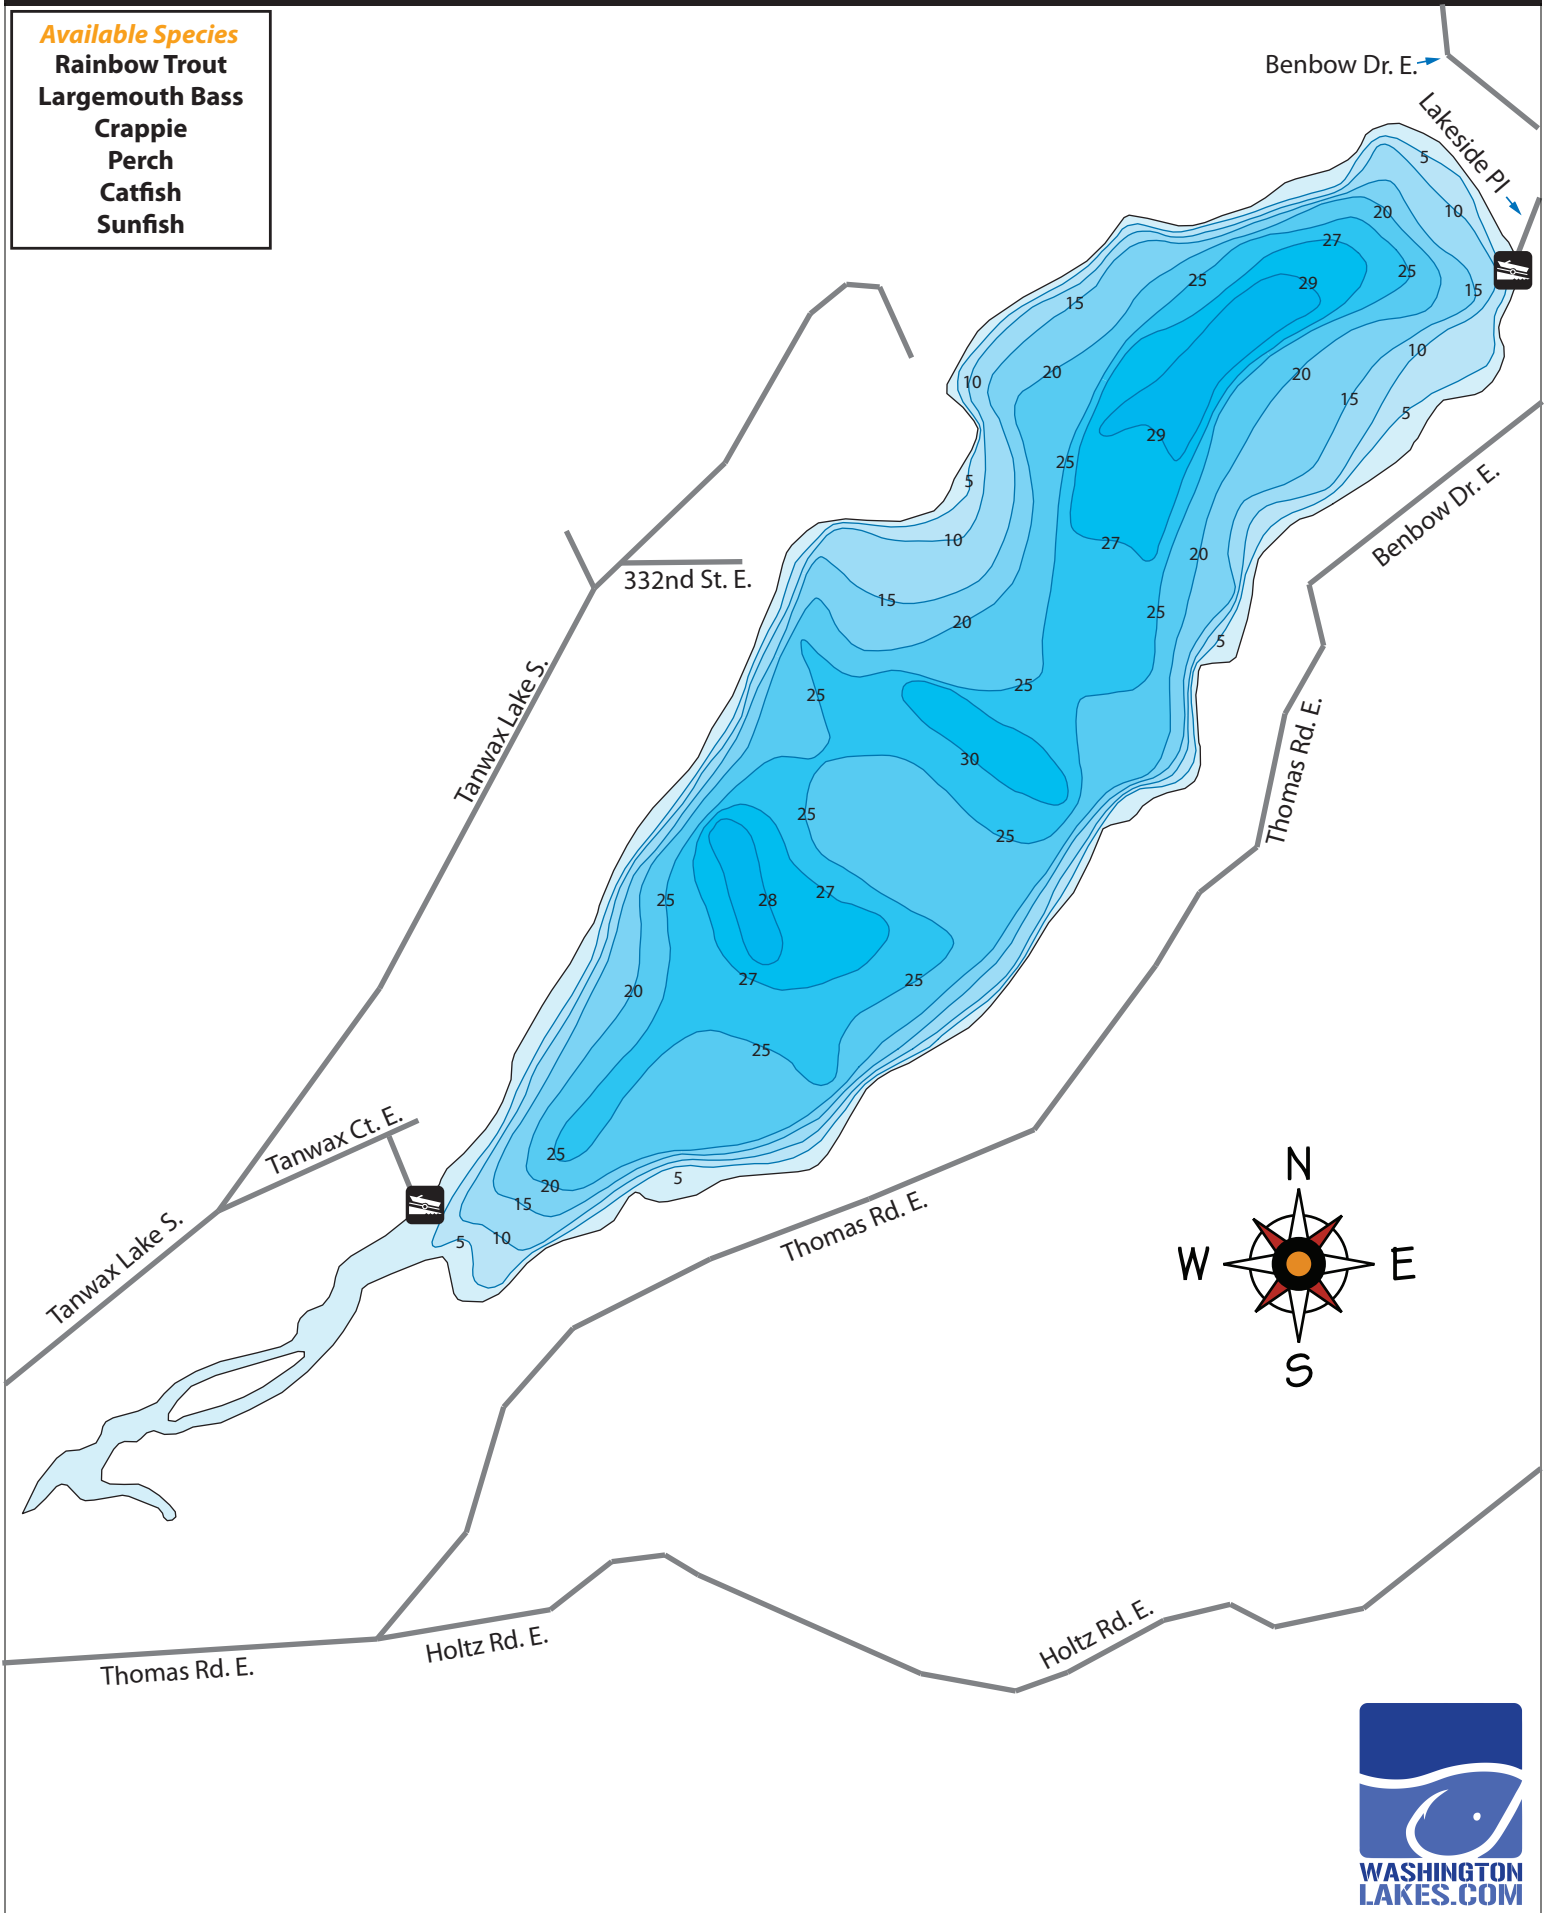 Available Species
Rainbow Trout
Largemouth Bass
Crappie
Perch
Catfish
Sunfish
Benbow Dr. E.
Lakeside Pl
5
10
20
27
25
29
15
25
15
10
20
10
20
15
5
29
25
5
27
10
20
332nd St. E.
Benbow Dr. E.
15
20
25
5
25
25
Tanwax Lake S.
30
Thomas Rd. E.
25
25
27
25
28
27
25
20
25
Tanwax Ct. E.
25
20
5
15
10
5
Tanwax Lake S.
Thomas Rd. E.
N
W
E
S
Thomas Rd. E.
Holtz Rd. E.
Holtz Rd. E.
WASHINGTON
LAKES.COM